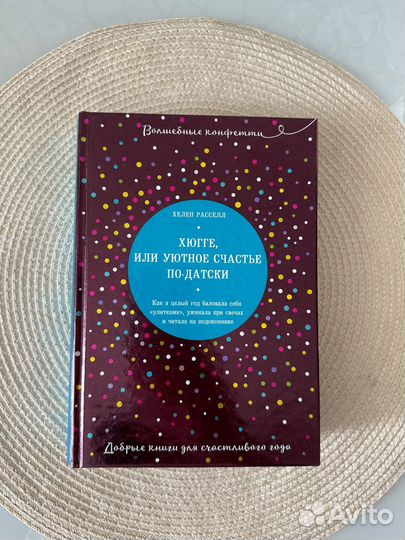 Волшебные конфетти
ХЕЛЕН РАССЕЛЛ
ХЮГГЕ,
ИЛИ УЮТНОЕ СЧАСТЬЕ
ПО-ДАТСКИ
Как я целый год баловала себя
«улитками», ужинала при свечах
и читала на подоконнике
Добрые книги для счастливого года
Avito